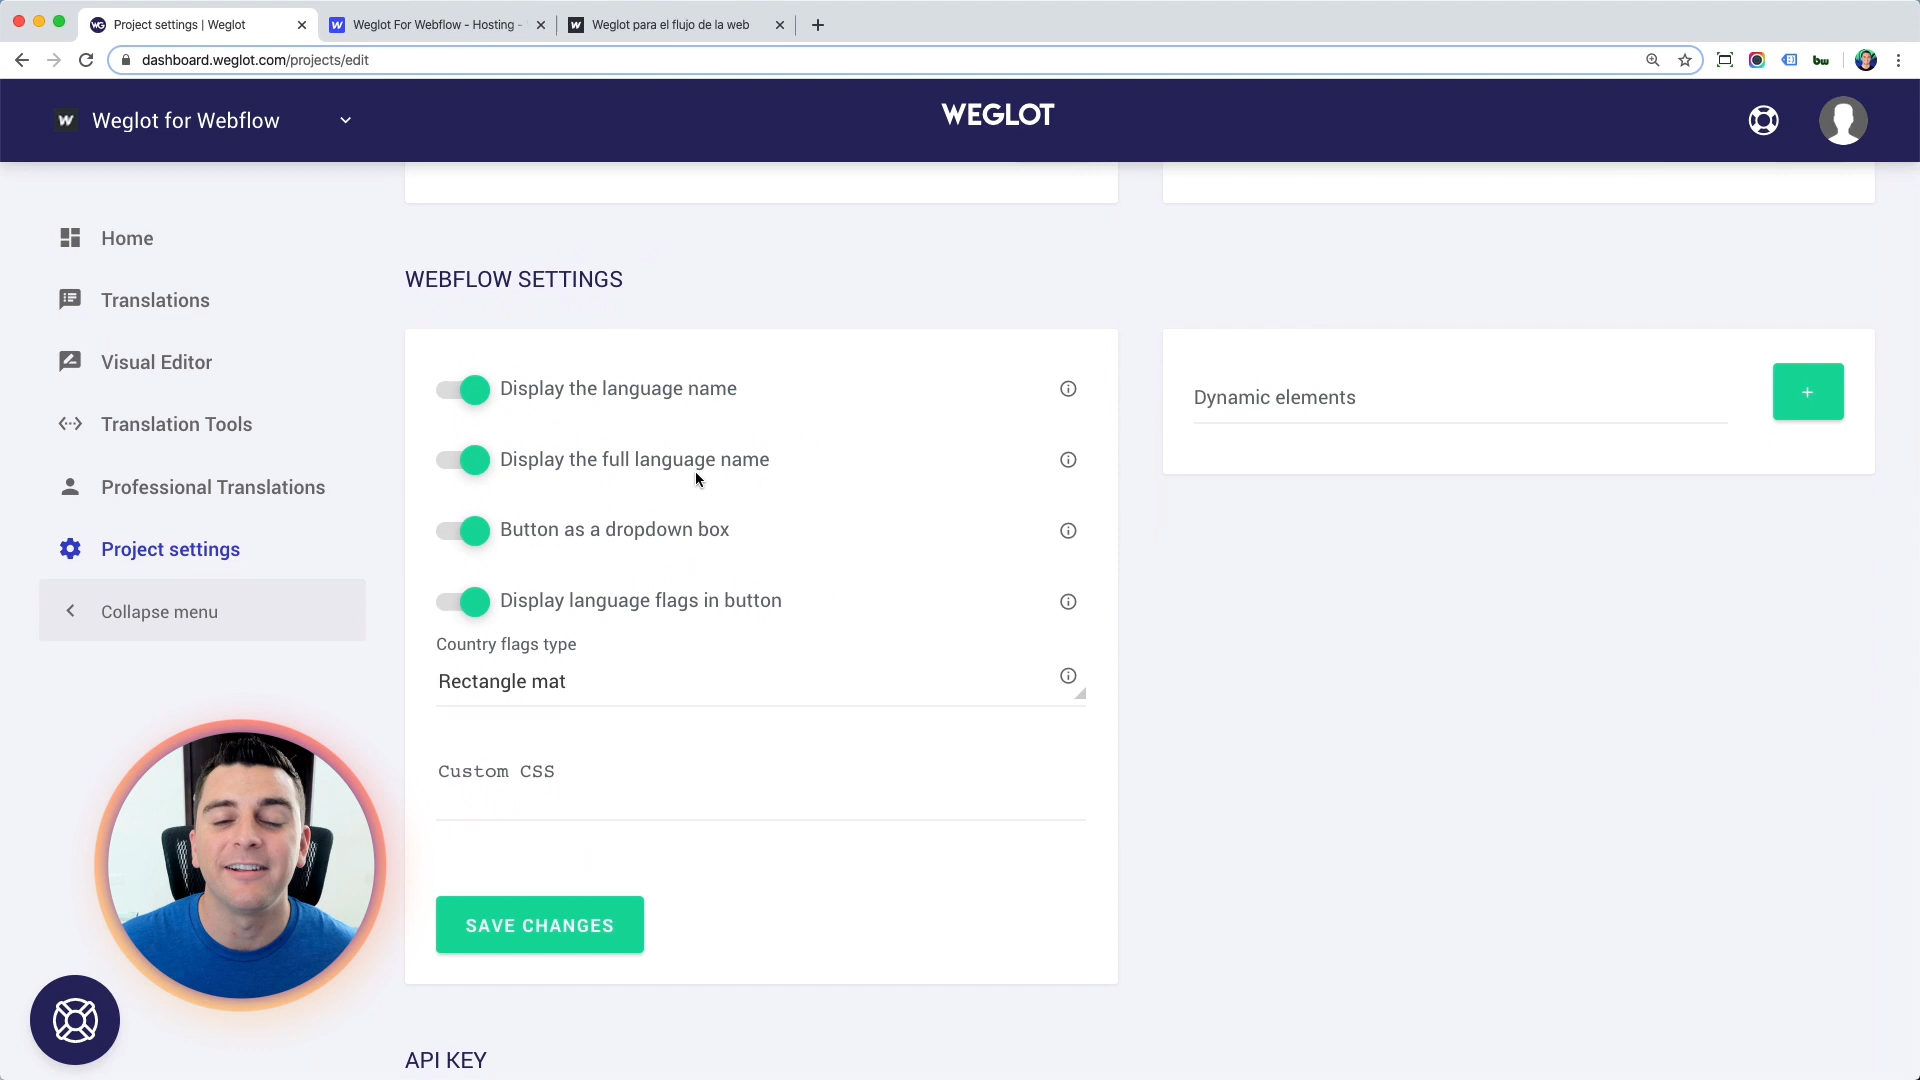 Project settings | Weglot
Weglot For Webflow - Hosting -
Weglot para el flujo de la web
dashboard.weglot.com/projects/edit
bw
W Weglot for Webflow
WEGLOT
Home
Translations
Visual Editor
Translation Tools
Professional Translations
Project settings
Collapse menu
WEBFLOW SETTINGS
Display the language name
Display the full language name
Button as a dropdown box
Display language flags in button
Country flags type
Rectangle mat
Custom CSS
SAVE CHANGES
Dynamic elements
+
API KEY